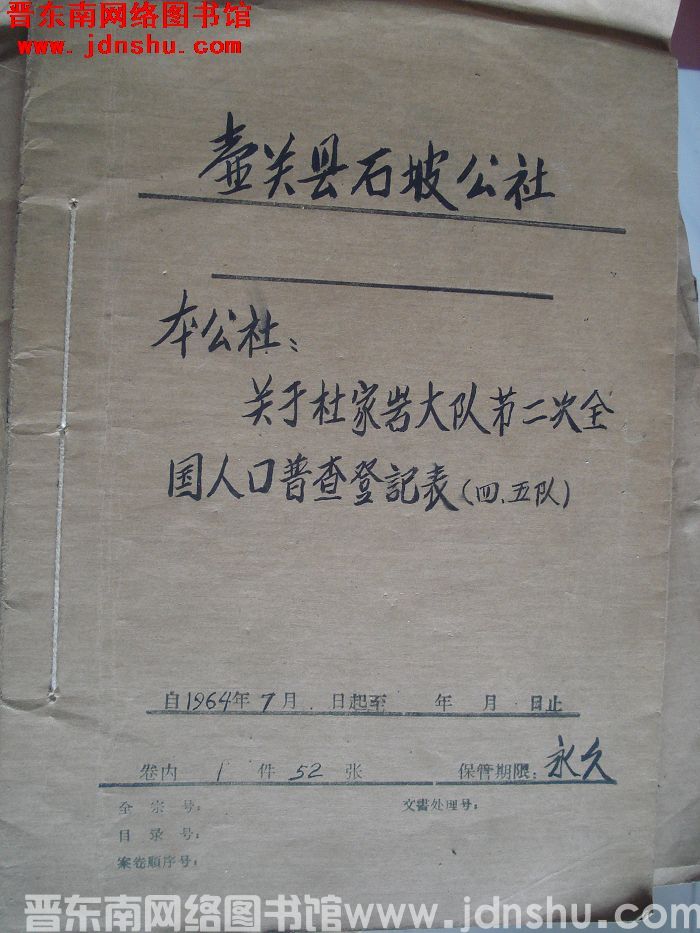 晋东南网络图书馆
www.jdnshu.com
壶关县石坡公社
本公社：
关于杜家岩大队第二次全
国人口普查登記表（四、五队）
自1964年7月 日起至 年 月 日止
卷内 1 件 52 张 保管期限：永久
全宗号： 文書处理号：
目录号：
案卷順序号：
晋东南网络图书馆www.jdnshu.com